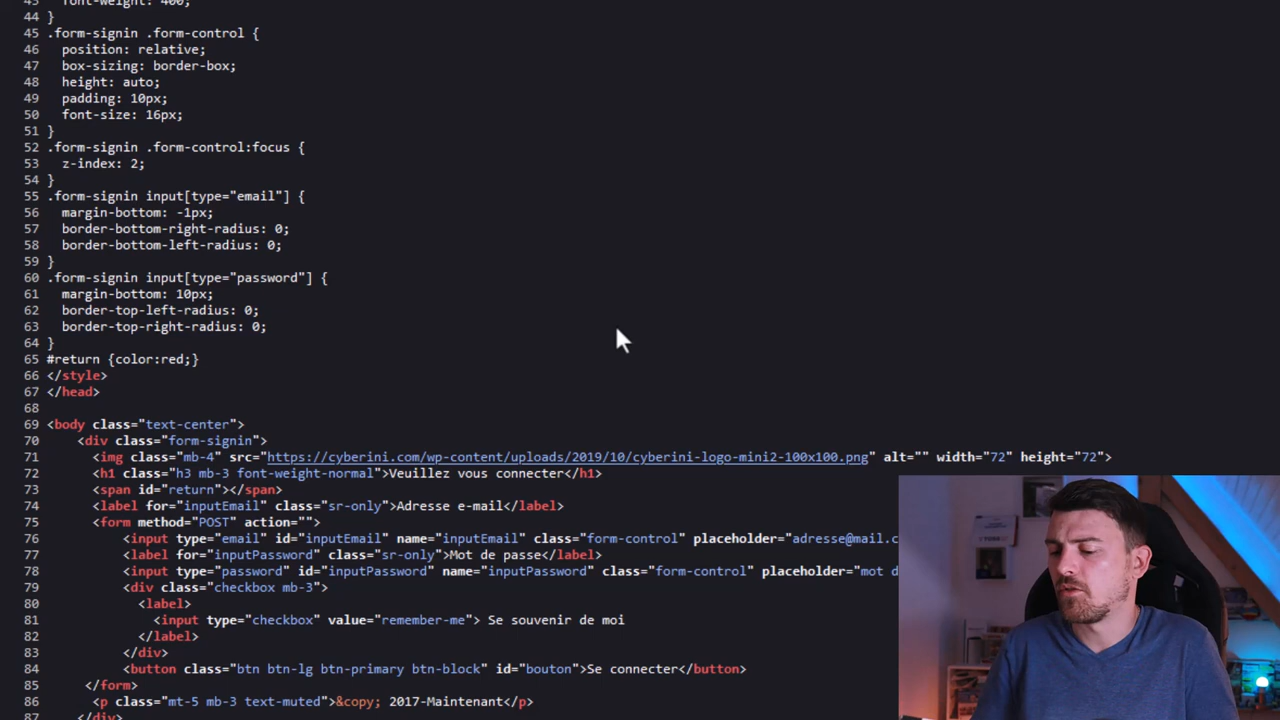 43 font-weight: 400;
44 }
45 .form-signin .form-control {
46 position: relative;
47 box-sizing: border-box;
48 height: auto;
49 padding: 10px;
50 font-size: 16px;
51 }
52 .form-signin .form-control:focus {
53 z-index: 2;
54 }
55 .form-signin input[type="email"] {
56 margin-bottom: -1px;
57 border-bottom-right-radius: 0;
58 border-bottom-left-radius: 0;
59 }
60 .form-signin input[type="password"] {
61 margin-bottom: 10px;
62 border-top-left-radius: 0;
63 border-top-right-radius: 0;
64 }
65 #return {color:red;}
66 </style>
67 </head>
68
69 <body class="text-center">
70 <div class="form-signin">
71 <img class="mb-4" src="https://cyberini.com/wp-content/uploads/2019/10/cyberini-logo-mini2-100x100.png" alt="" width="72" height="72">
72 <h1 class="h3 mb-3 font-weight-normal">Veuillez vous connecter</h1>
73 <span id="return"></span>
74 <label for="inputEmail" class="sr-only">Adresse e-mail</label>
75 <form method="POST" action="">
76 <input type="email" id="inputEmail" name="inputEmail" class="form-control" placeholder="adresse@mail.c
77 <label for="inputPassword" class="sr-only">Mot de passe</label>
78 <input type="password" id="inputPassword" name="inputPassword" class="form-control" placeholder="mot d
79 <div class="checkbox mb-3">
80 <label>
81 <input type="checkbox" value="remember-me"> Se souvenir de moi
82 </label>
83 </div>
84 <button class="btn btn-lg btn-primary btn-block" id="bouton">Se connecter</button>
85 </form>
86 <p class="mt-5 mb-3 text-muted">&copy; 2017-Maintenant</p>
87 </div>